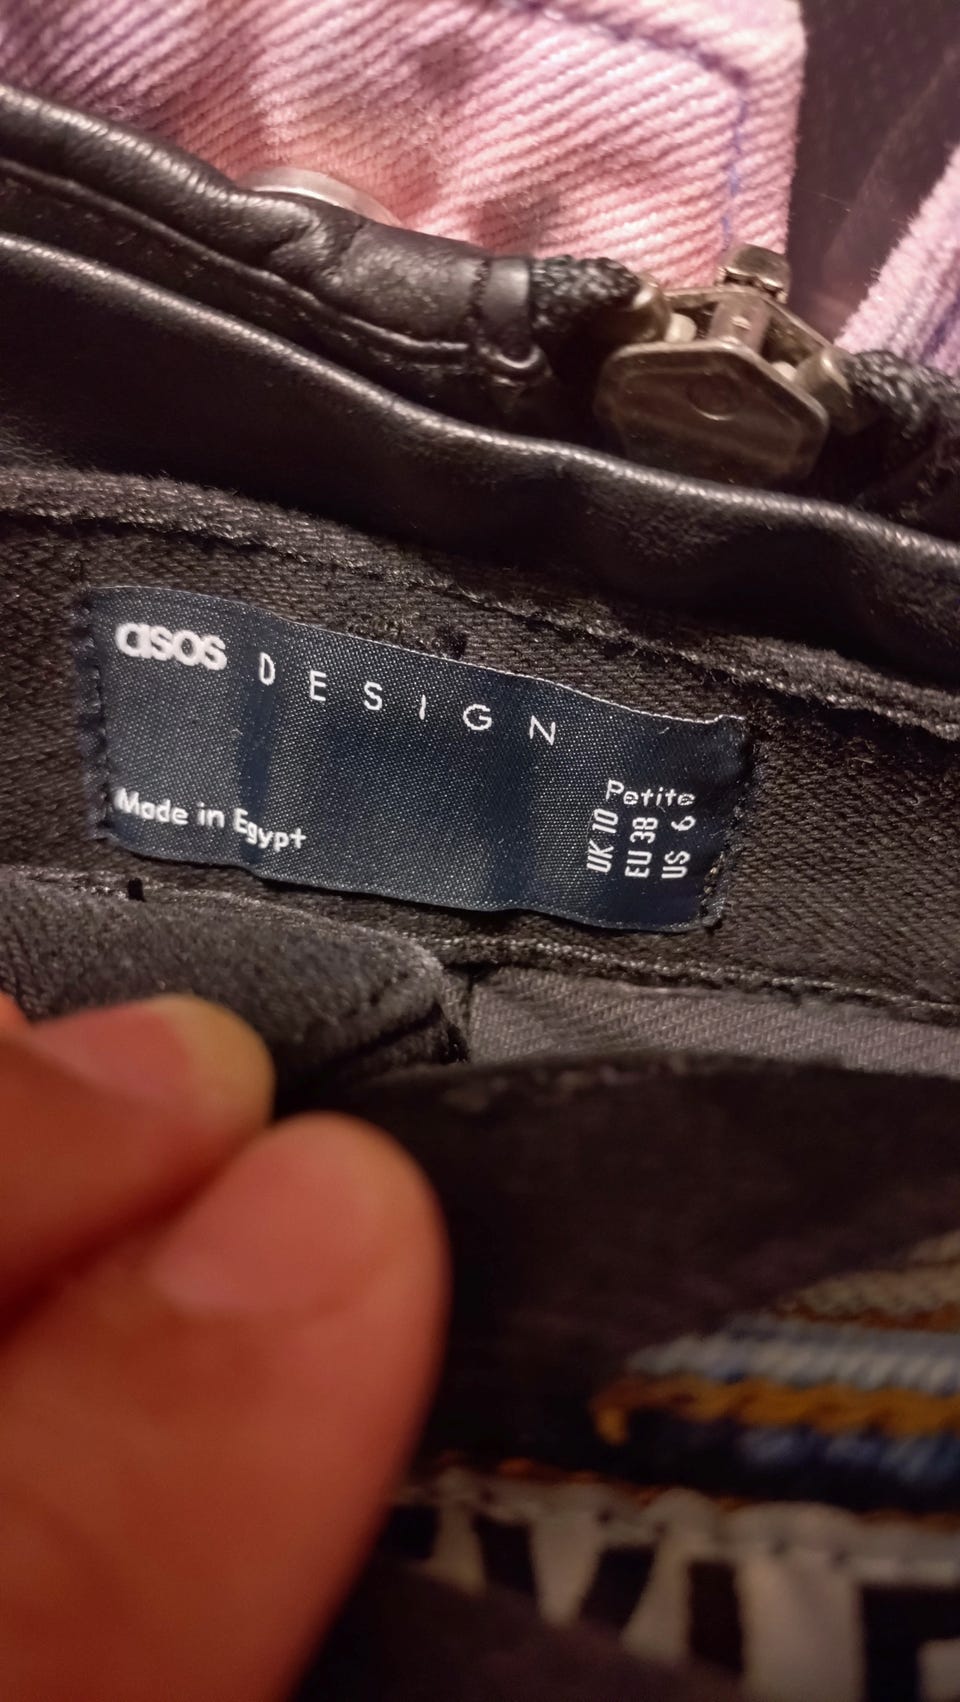 asos DESIGN
Made in Egypt
Petite
UK 10
EU 38
US 6